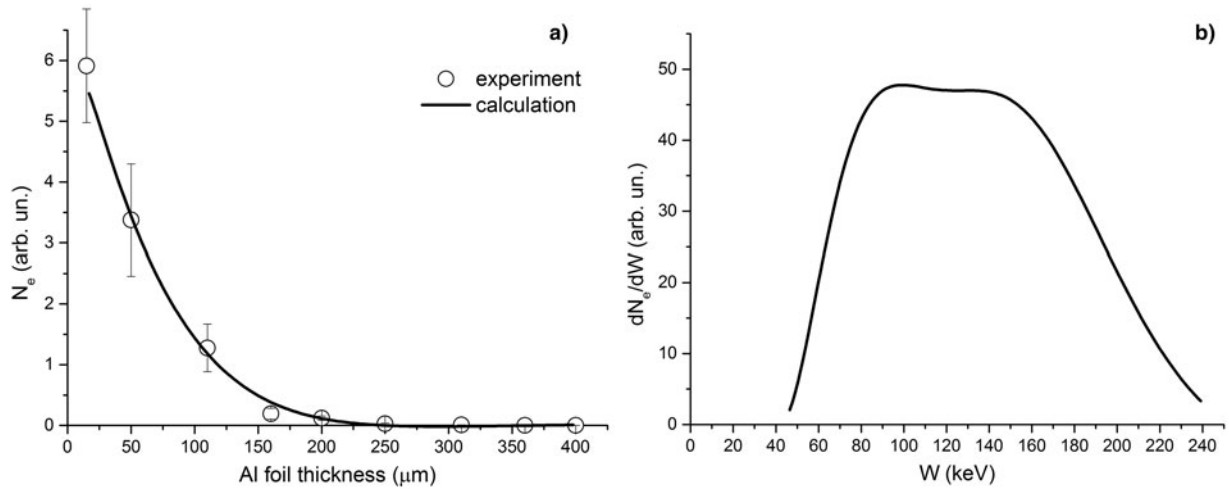 a)
6
5
4
3
2
1
0
N_e (arb. un.)
experiment
calculation
0 50 100 150 200 250 300 350 400
Al foil thickness (μm)
b)
50
40
30
20
10
0
dN_e/dW (arb. un.)
0 20 40 60 80 100 120 140 160 180 200 220 240
W (keV)